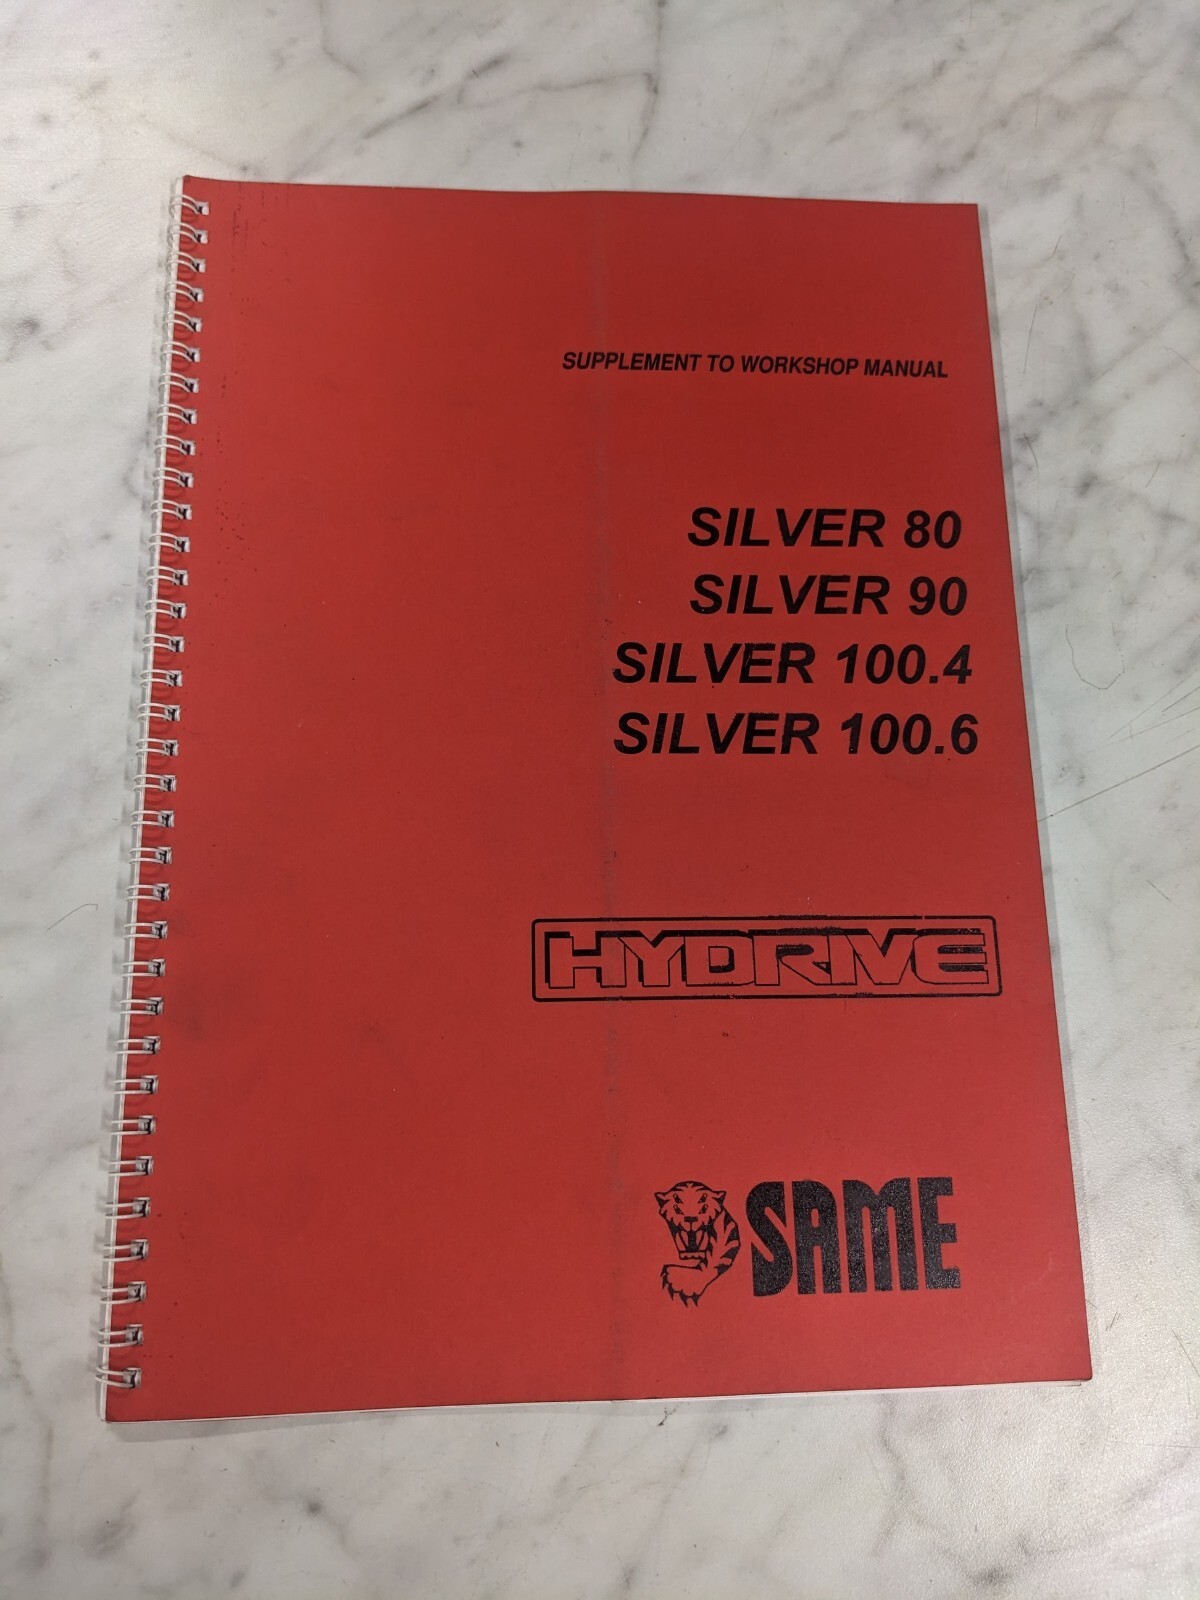 SUPPLEMENT TO WORKSHOP MANUAL
SILVER 80
SILVER 90
SILVER 100.4
SILVER 100.6
HYDRIVE
SAME